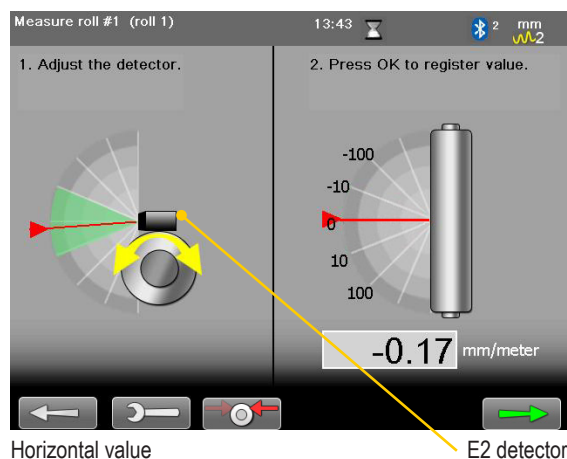 Measure roll #1 (roll 1) 13:43 2 mm
2
1. Adjust the detector.
2. Press OK to register value.
-100
-10
0
10
100
-0.17 mm/meter
Horizontal value
E2 detector